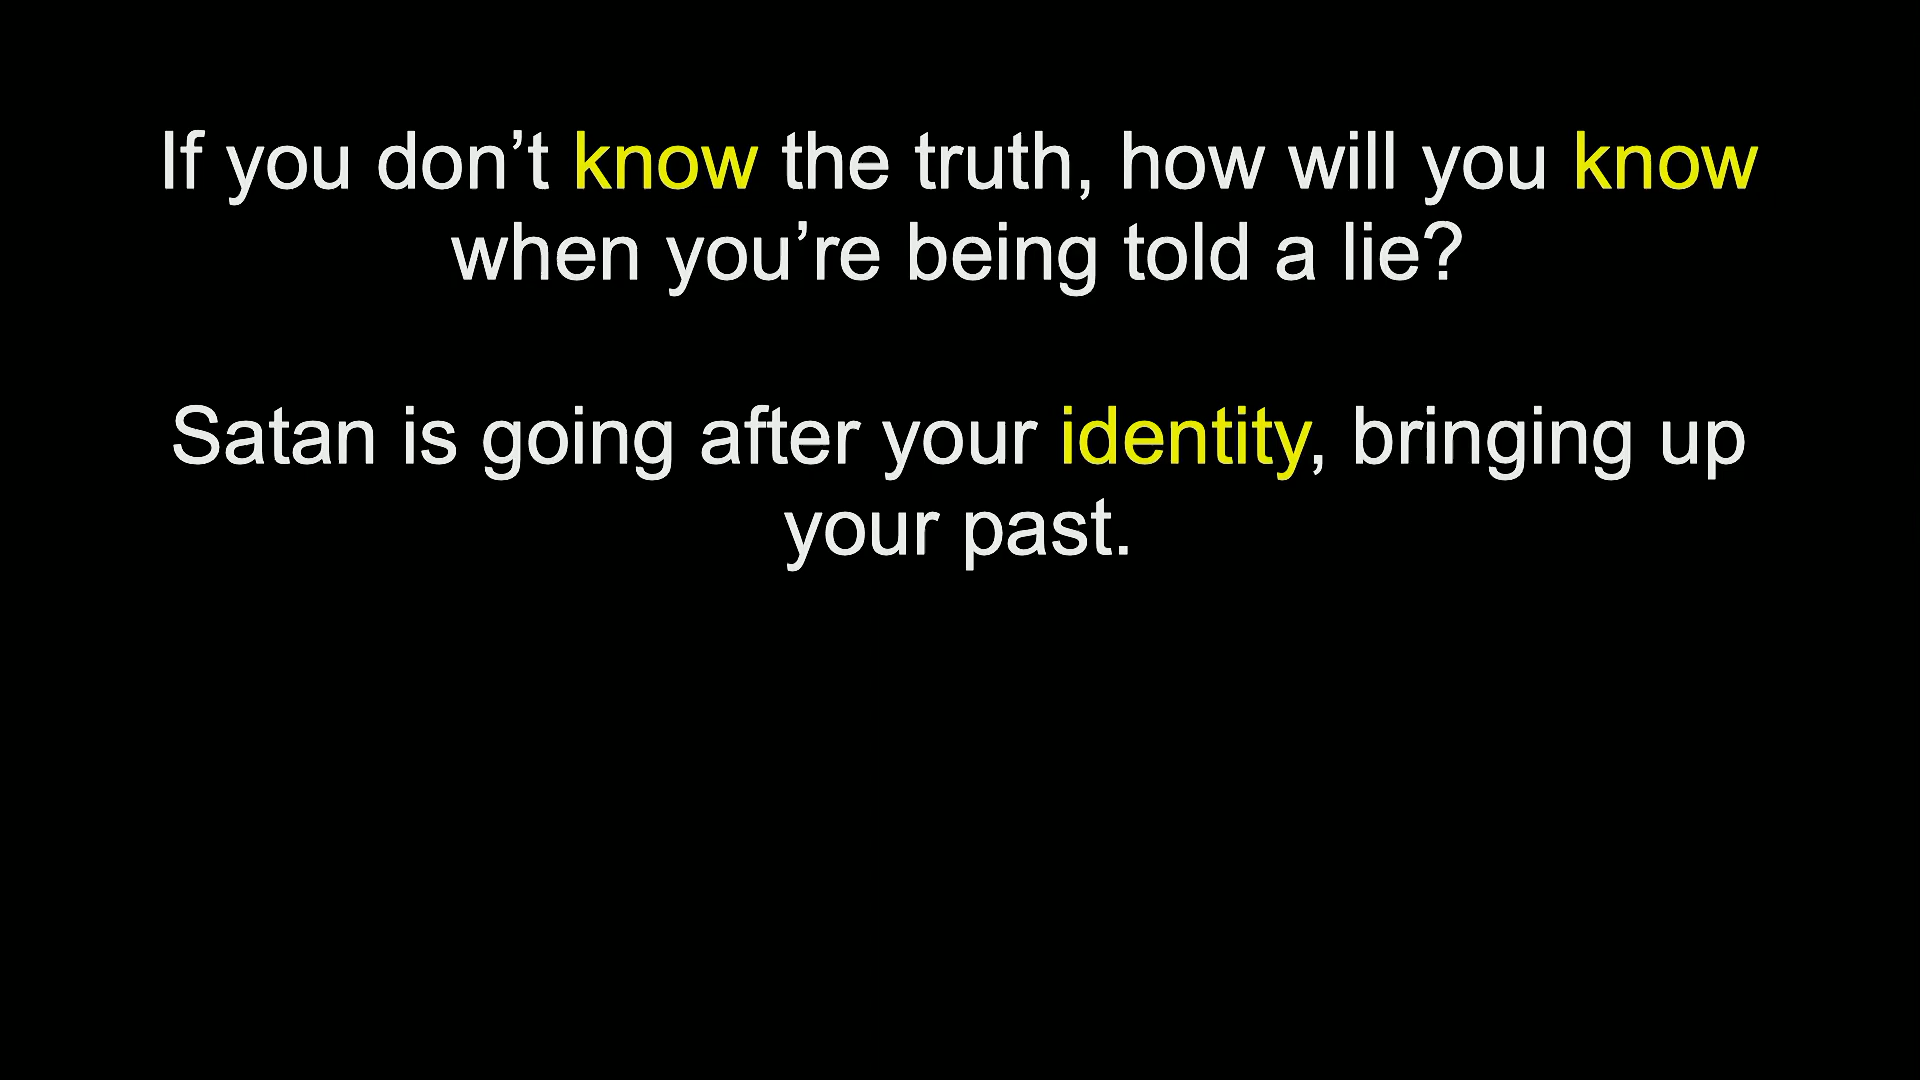 If you don’t know the truth, how will you know
when you’re being told a lie?
Satan is going after your identity, bringing up
your past.